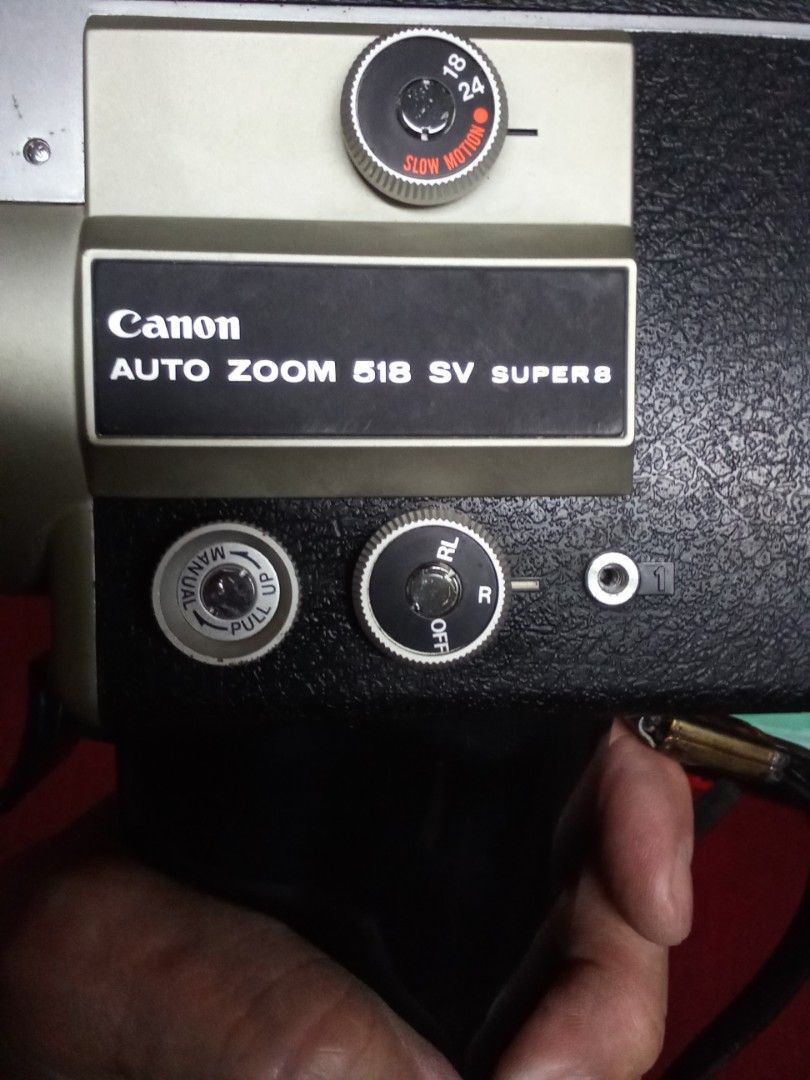 18
24
SLOW MOTION
Canon
AUTO ZOOM 518 SV SUPER8
MANUAL
PULL UP
RL
R
OFF
1